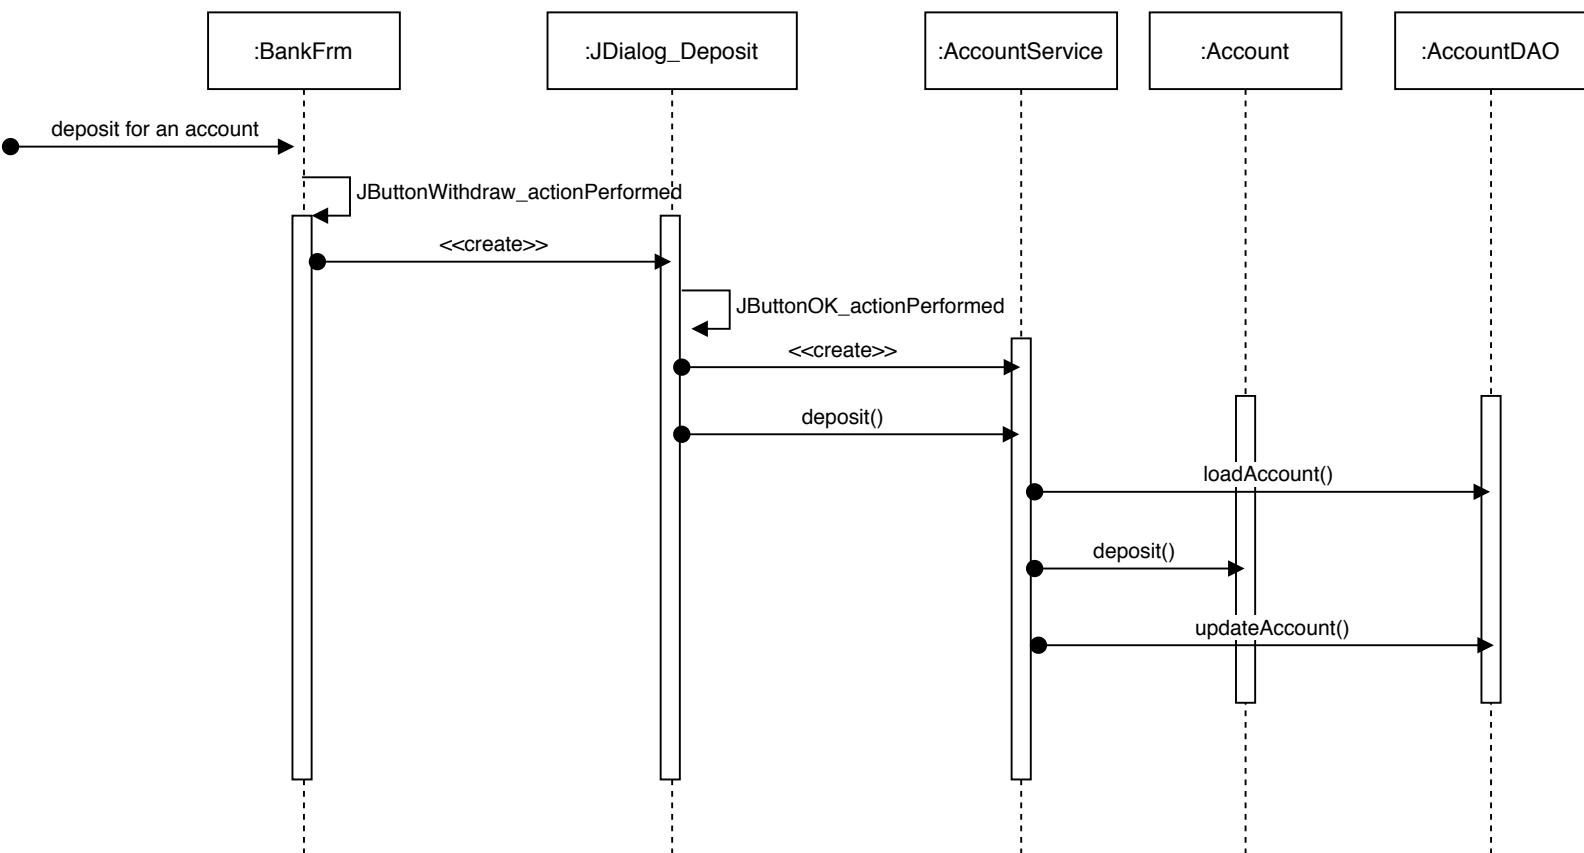 :BankFrm
:JDialog_Deposit
:AccountService
:Account
:AccountDAO
deposit for an account
JButtonWithdraw_actionPerformed
<<create>>
JButtonOK_actionPerformed
<<create>>
deposit()
loadAccount()
deposit()
updateAccount()